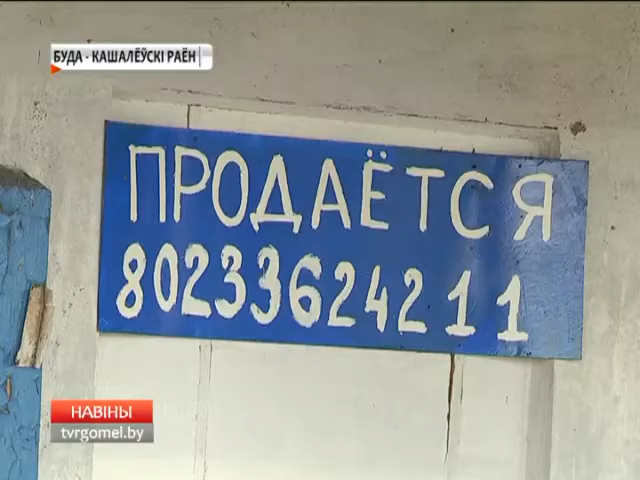 БУДА - КАШАЛЁЎСКІ РАЁН
ПРОДАЁТСЯ
80233624211
НАВІНЫ
tvrgomel.by